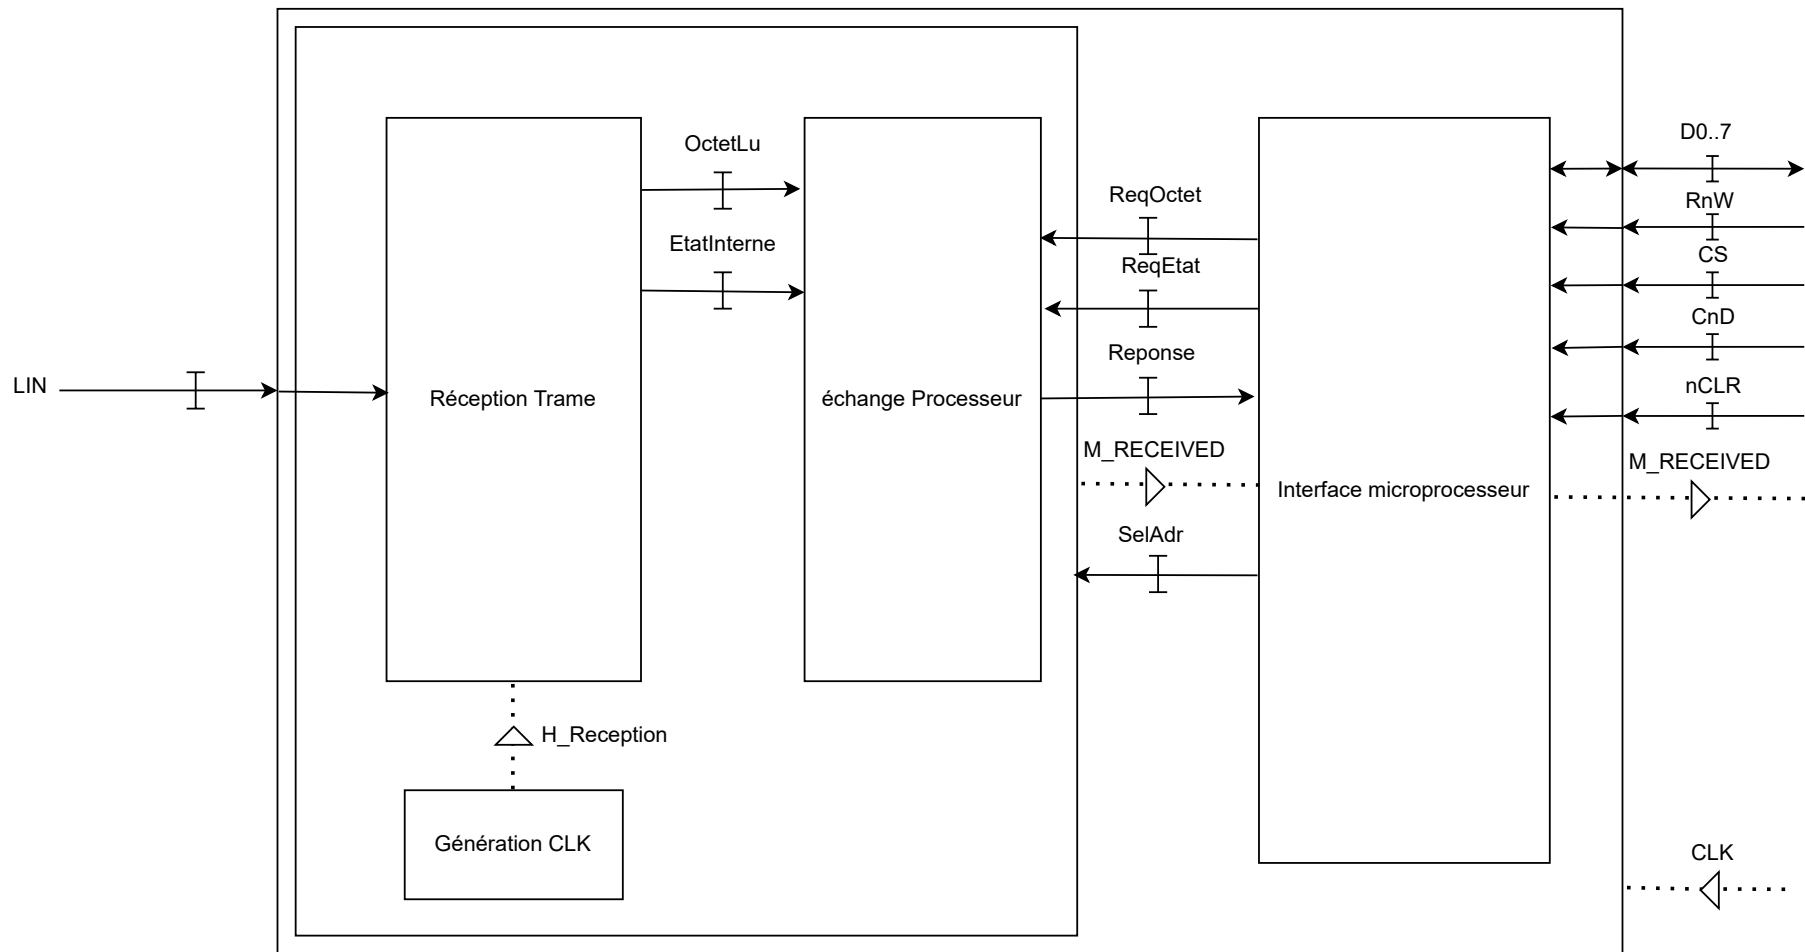 D0..7
OctetLu
ReqOctet
RnW
EtatInterne
ReqEtat
CS
CnD
Reponse
LIN
Réception Trame
échange Processeur
nCLR
M_RECEIVED
M_RECEIVED
Interface microprocesseur
SelAdr
H_Reception
Génération CLK
CLK